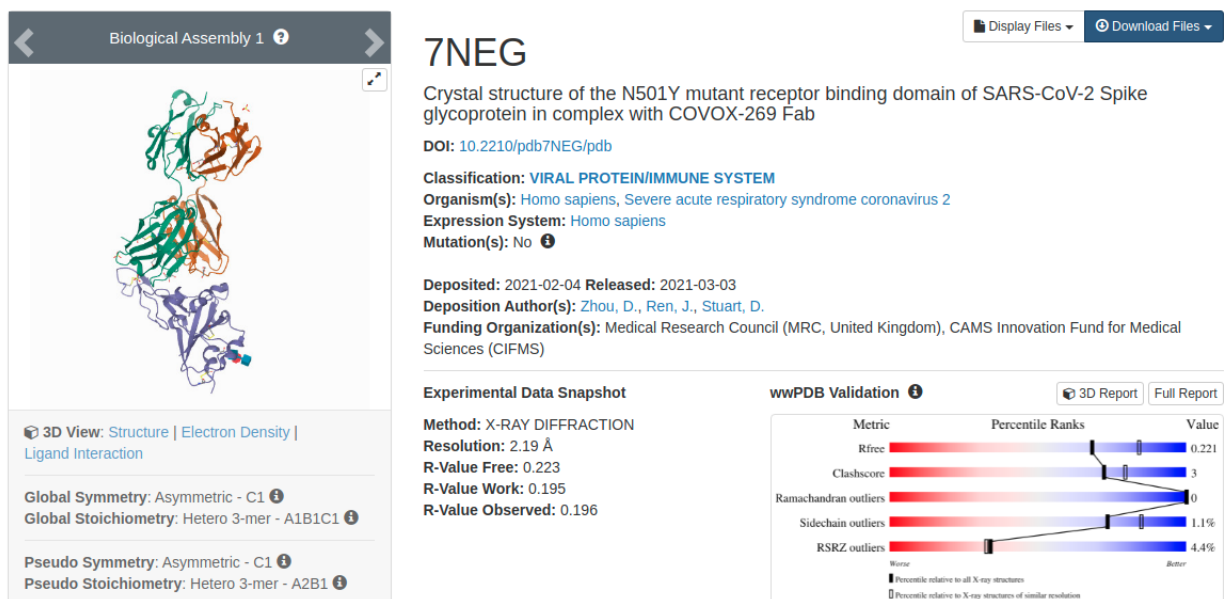 Biological Assembly 1 ?
3D View: Structure | Electron Density |
Ligand Interaction
Global Symmetry: Asymmetric - C1
Global Stoichiometry: Hetero 3-mer - A1B1C1
Pseudo Symmetry: Asymmetric - C1
Pseudo Stoichiometry: Hetero 3-mer - A2B1
Display Files
Download Files
7NEG
Crystal structure of the N501Y mutant receptor binding domain of SARS-CoV-2 Spike
glycoprotein in complex with COVOX-269 Fab
DOI: 10.2210/pdb7NEG/pdb
Classification: VIRAL PROTEIN/IMMUNE SYSTEM
Organism(s): Homo sapiens, Severe acute respiratory syndrome coronavirus 2
Expression System: Homo sapiens
Mutation(s): No
Deposited: 2021-02-04 Released: 2021-03-03
Deposition Author(s): Zhou, D., Ren, J., Stuart, D.
Funding Organization(s): Medical Research Council (MRC, United Kingdom), CAMS Innovation Fund for Medical
Sciences (CIFMS)
Experimental Data Snapshot
Method: X-RAY DIFFRACTION
Resolution: 2.19 Å
R-Value Free: 0.223
R-Value Work: 0.195
R-Value Observed: 0.196
wwPDB Validation
3D Report
Full Report
Metric Percentile Ranks Value
Rfree 0.221
Clashscore 3
Ramachandran outliers 0
Sidechain outliers 1.1%
RSRZ outliers 4.4%
Worse Better
Percentile relative to all X-ray structures
Percentile relative to X-ray structures of similar resolution